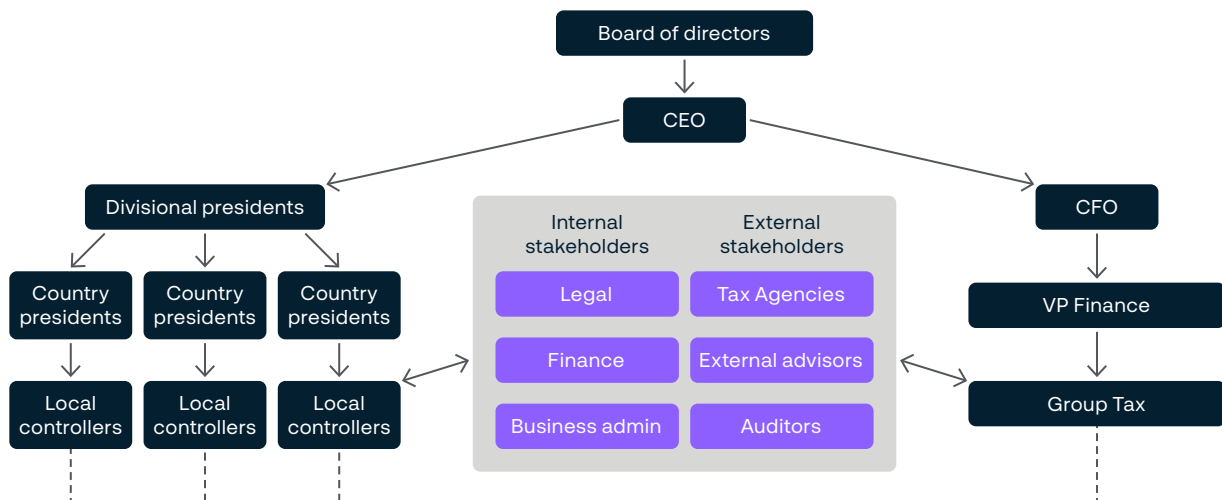 Board of directors
CEO
Divisional presidents
CFO
Internal
stakeholders
External
stakeholders
Country
presidents
Country
presidents
Country
presidents
Legal
Tax Agencies
VP Finance
Finance
External advisors
Local
controllers
Local
controllers
Local
controllers
Business admin
Auditors
Group Tax